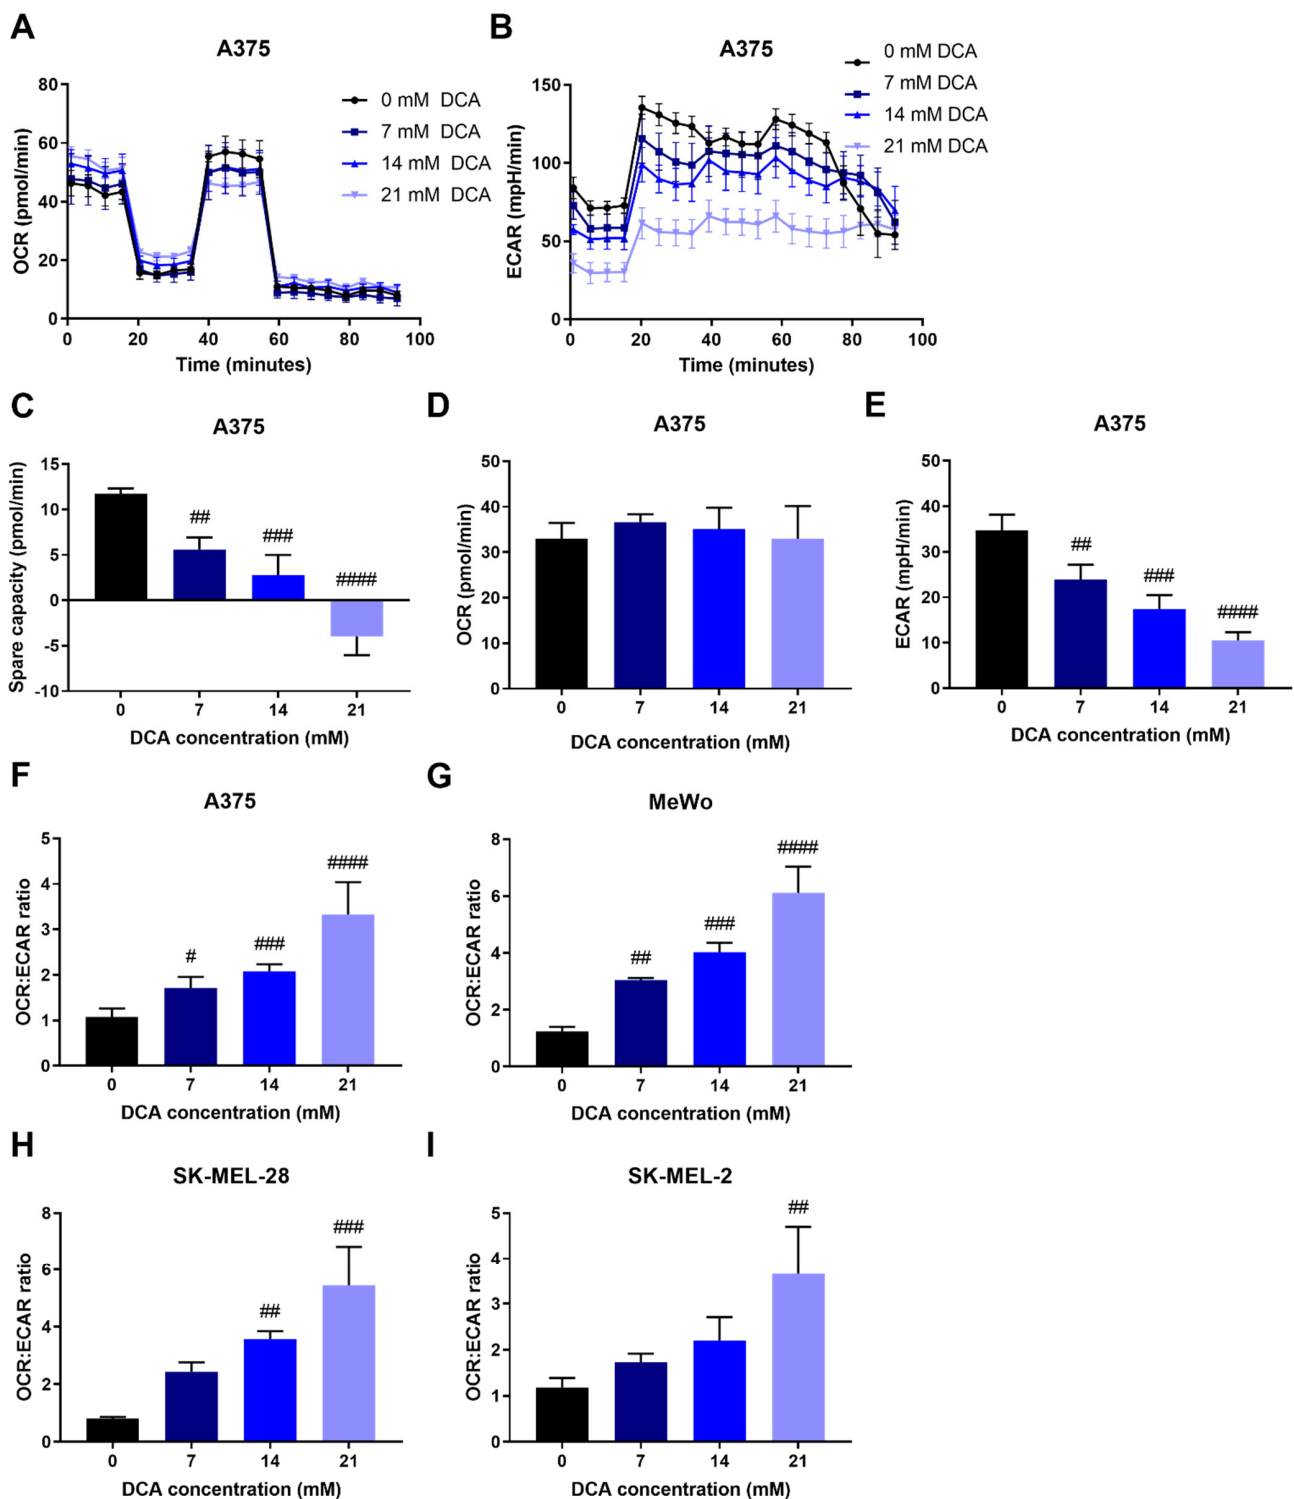 A
A375
OCR (pmol/min)
80
60
40
20
0
0 20 40 60 80 100
Time (minutes)
0 mM DCA
7 mM DCA
14 mM DCA
21 mM DCA
B
A375
ECAR (mpH/min)
150
100
50
0
0 20 40 60 80 100
Time (minutes)
0 mM DCA
7 mM DCA
14 mM DCA
21 mM DCA
C
A375
Spare capacity (pmol/min)
15
10
5
0
-5
-10
##
###
####
0 7 14 21
DCA concentration (mM)
D
A375
OCR (pmol/min)
50
40
30
20
10
0
0 7 14 21
DCA concentration (mM)
E
A375
ECAR (mpH/min)
50
40
30
20
10
0
##
###
####
0 7 14 21
DCA concentration (mM)
F
A375
OCR:ECAR ratio
5
4
3
2
1
0
#
###
####
0 7 14 21
DCA concentration (mM)
G
MeWo
OCR:ECAR ratio
8
6
4
2
0
##
###
####
0 7 14 21
DCA concentration (mM)
H
SK-MEL-28
OCR:ECAR ratio
8
6
4
2
0
##
###
0 7 14 21
DCA concentration (mM)
I
SK-MEL-2
OCR:ECAR ratio
5
4
3
2
1
0
##
0 7 14 21
DCA concentration (mM)